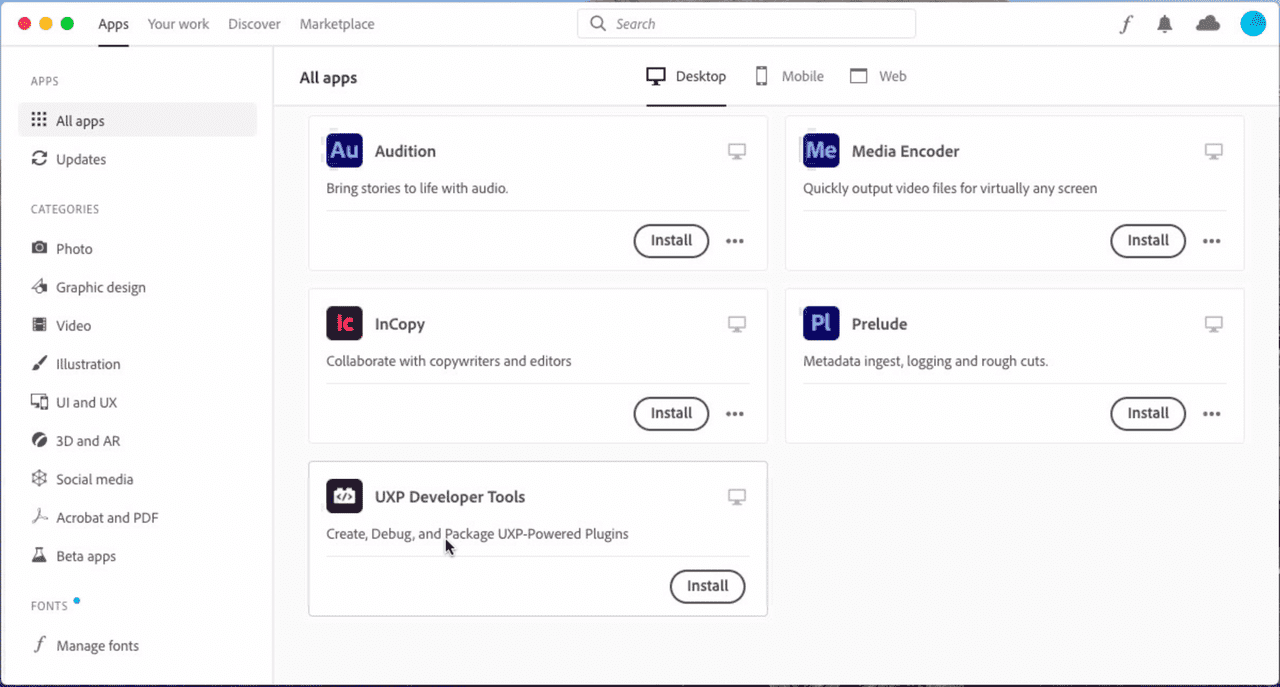 Apps Your work Discover Marketplace Search
APPS
All apps
Updates
CATEGORIES
Photo
Graphic design
Video
Illustration
UI and UX
3D and AR
Social media
Acrobat and PDF
Beta apps
FONTS
Manage fonts
All apps Desktop Mobile Web
Au Audition
Bring stories to life with audio.
Install
Me Media Encoder
Quickly output video files for virtually any screen
Install
Ic InCopy
Collaborate with copywriters and editors
Install
Pl Prelude
Metadata ingest, logging and rough cuts.
Install
UXP Developer Tools
Create, Debug, and Package UXP-Powered Plugins
Install